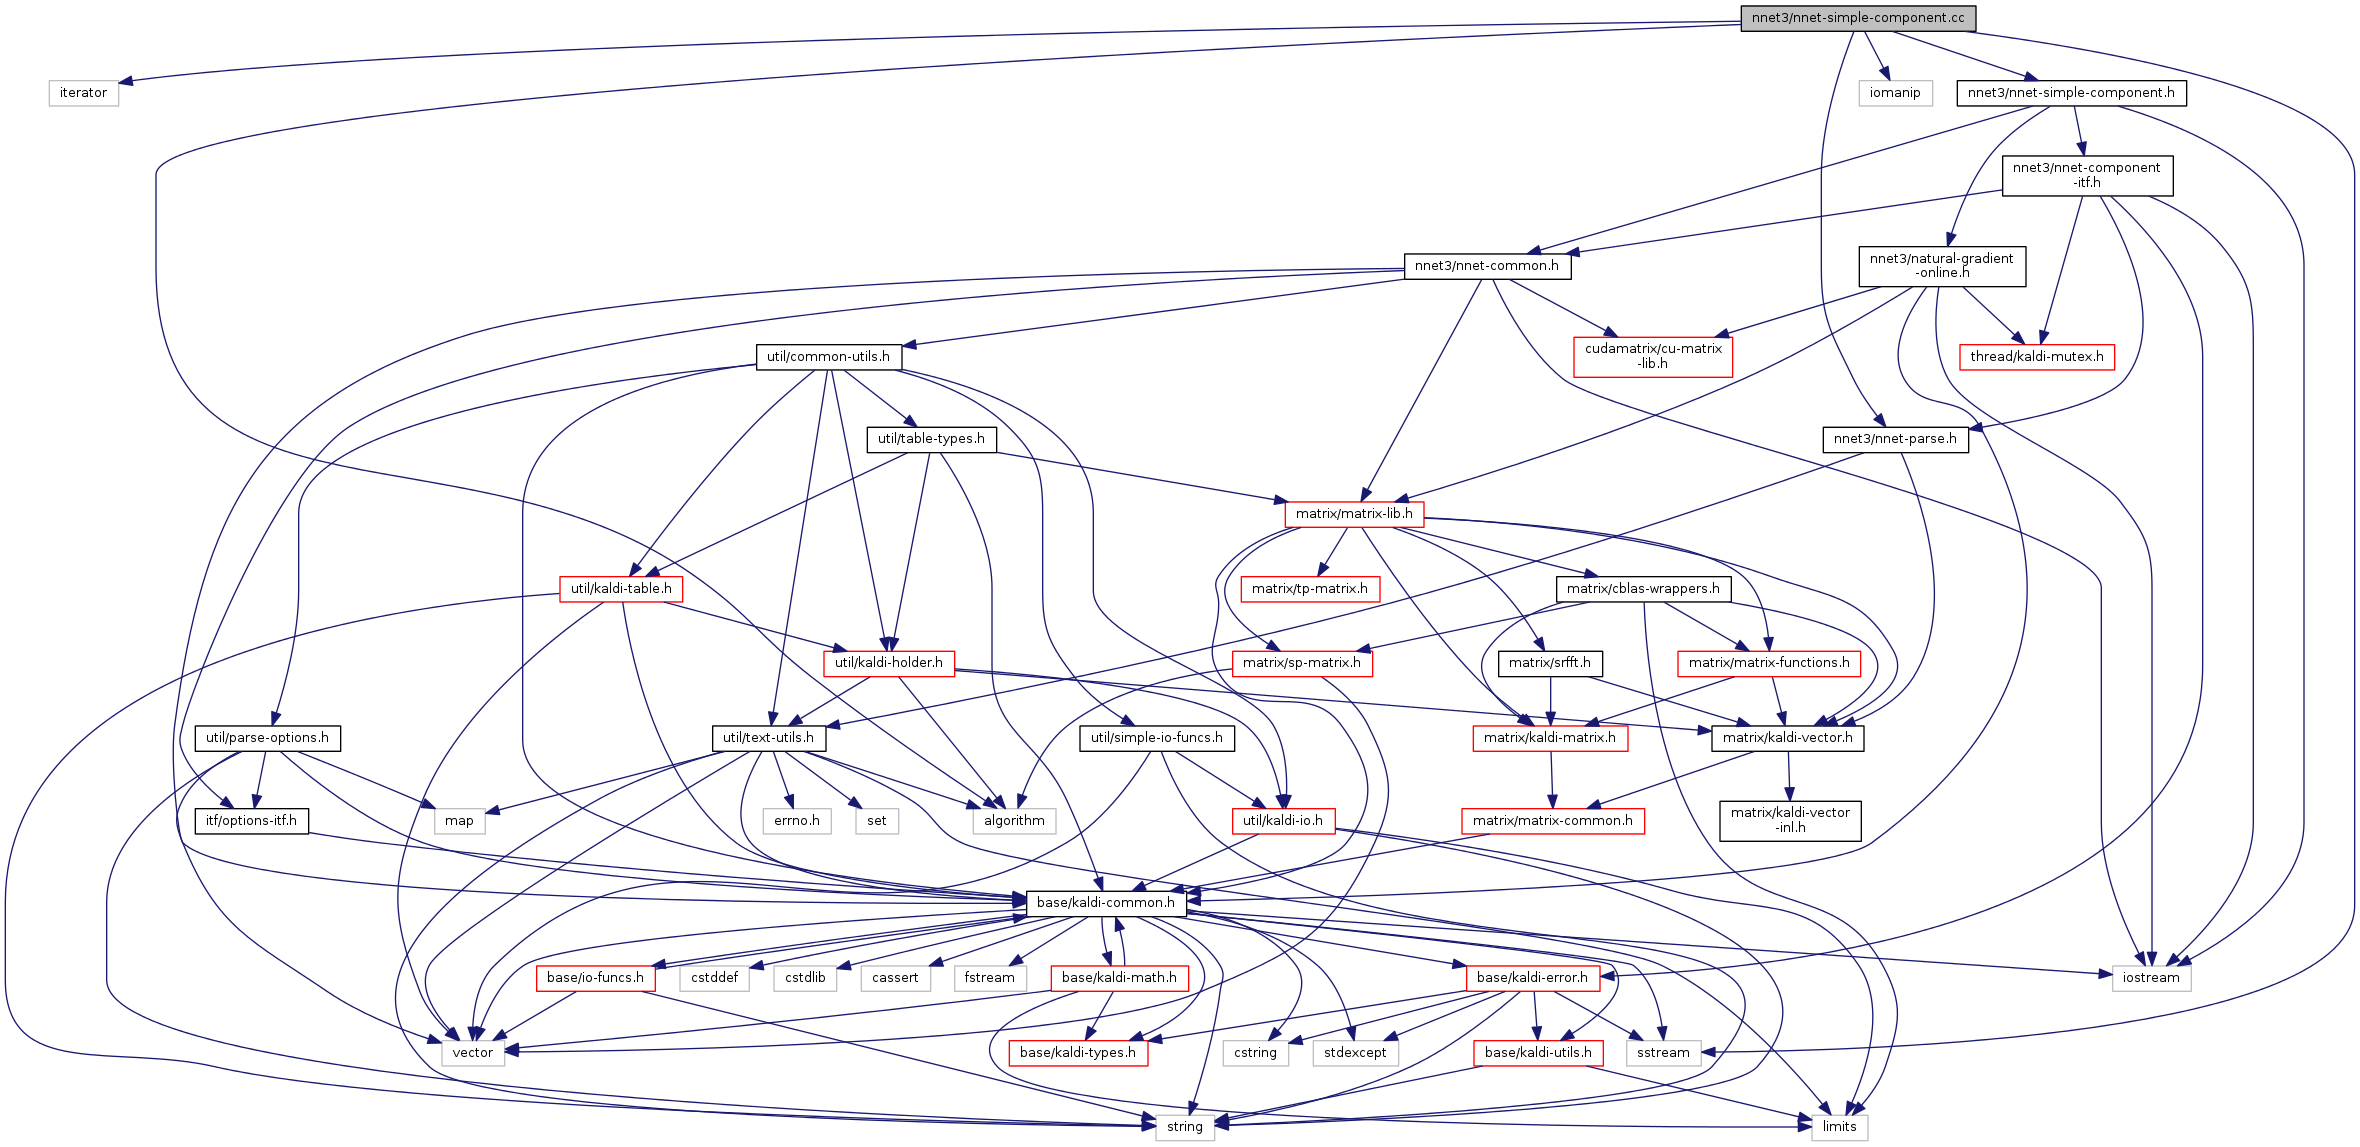 nnet3/nnet-simple-component.cc
iterator
iomanip
nnet3/nnet-simple-component.h
nnet3/nnet-component
-itf.h
nnet3/nnet-common.h
nnet3/natural-gradient
-online.h
util/common-utils.h
cudamatrix/cu-matrix
-lib.h
thread/kaldi-mutex.h
util/table-types.h
nnet3/nnet-parse.h
matrix/matrix-lib.h
util/kaldi-table.h
matrix/tp-matrix.h
matrix/cblas-wrappers.h
util/kaldi-holder.h
matrix/sp-matrix.h
matrix/srfft.h
matrix/matrix-functions.h
util/parse-options.h
util/text-utils.h
util/simple-io-funcs.h
matrix/kaldi-matrix.h
matrix/kaldi-vector.h
itf/options-itf.h
map
errno.h
set
algorithm
util/kaldi-io.h
matrix/matrix-common.h
matrix/kaldi-vector
-inl.h
base/kaldi-common.h
base/io-funcs.h
cstddef
cstdlib
cassert
fstream
base/kaldi-math.h
base/kaldi-error.h
iostream
vector
base/kaldi-types.h
cstring
stdexcept
base/kaldi-utils.h
sstream
string
limits